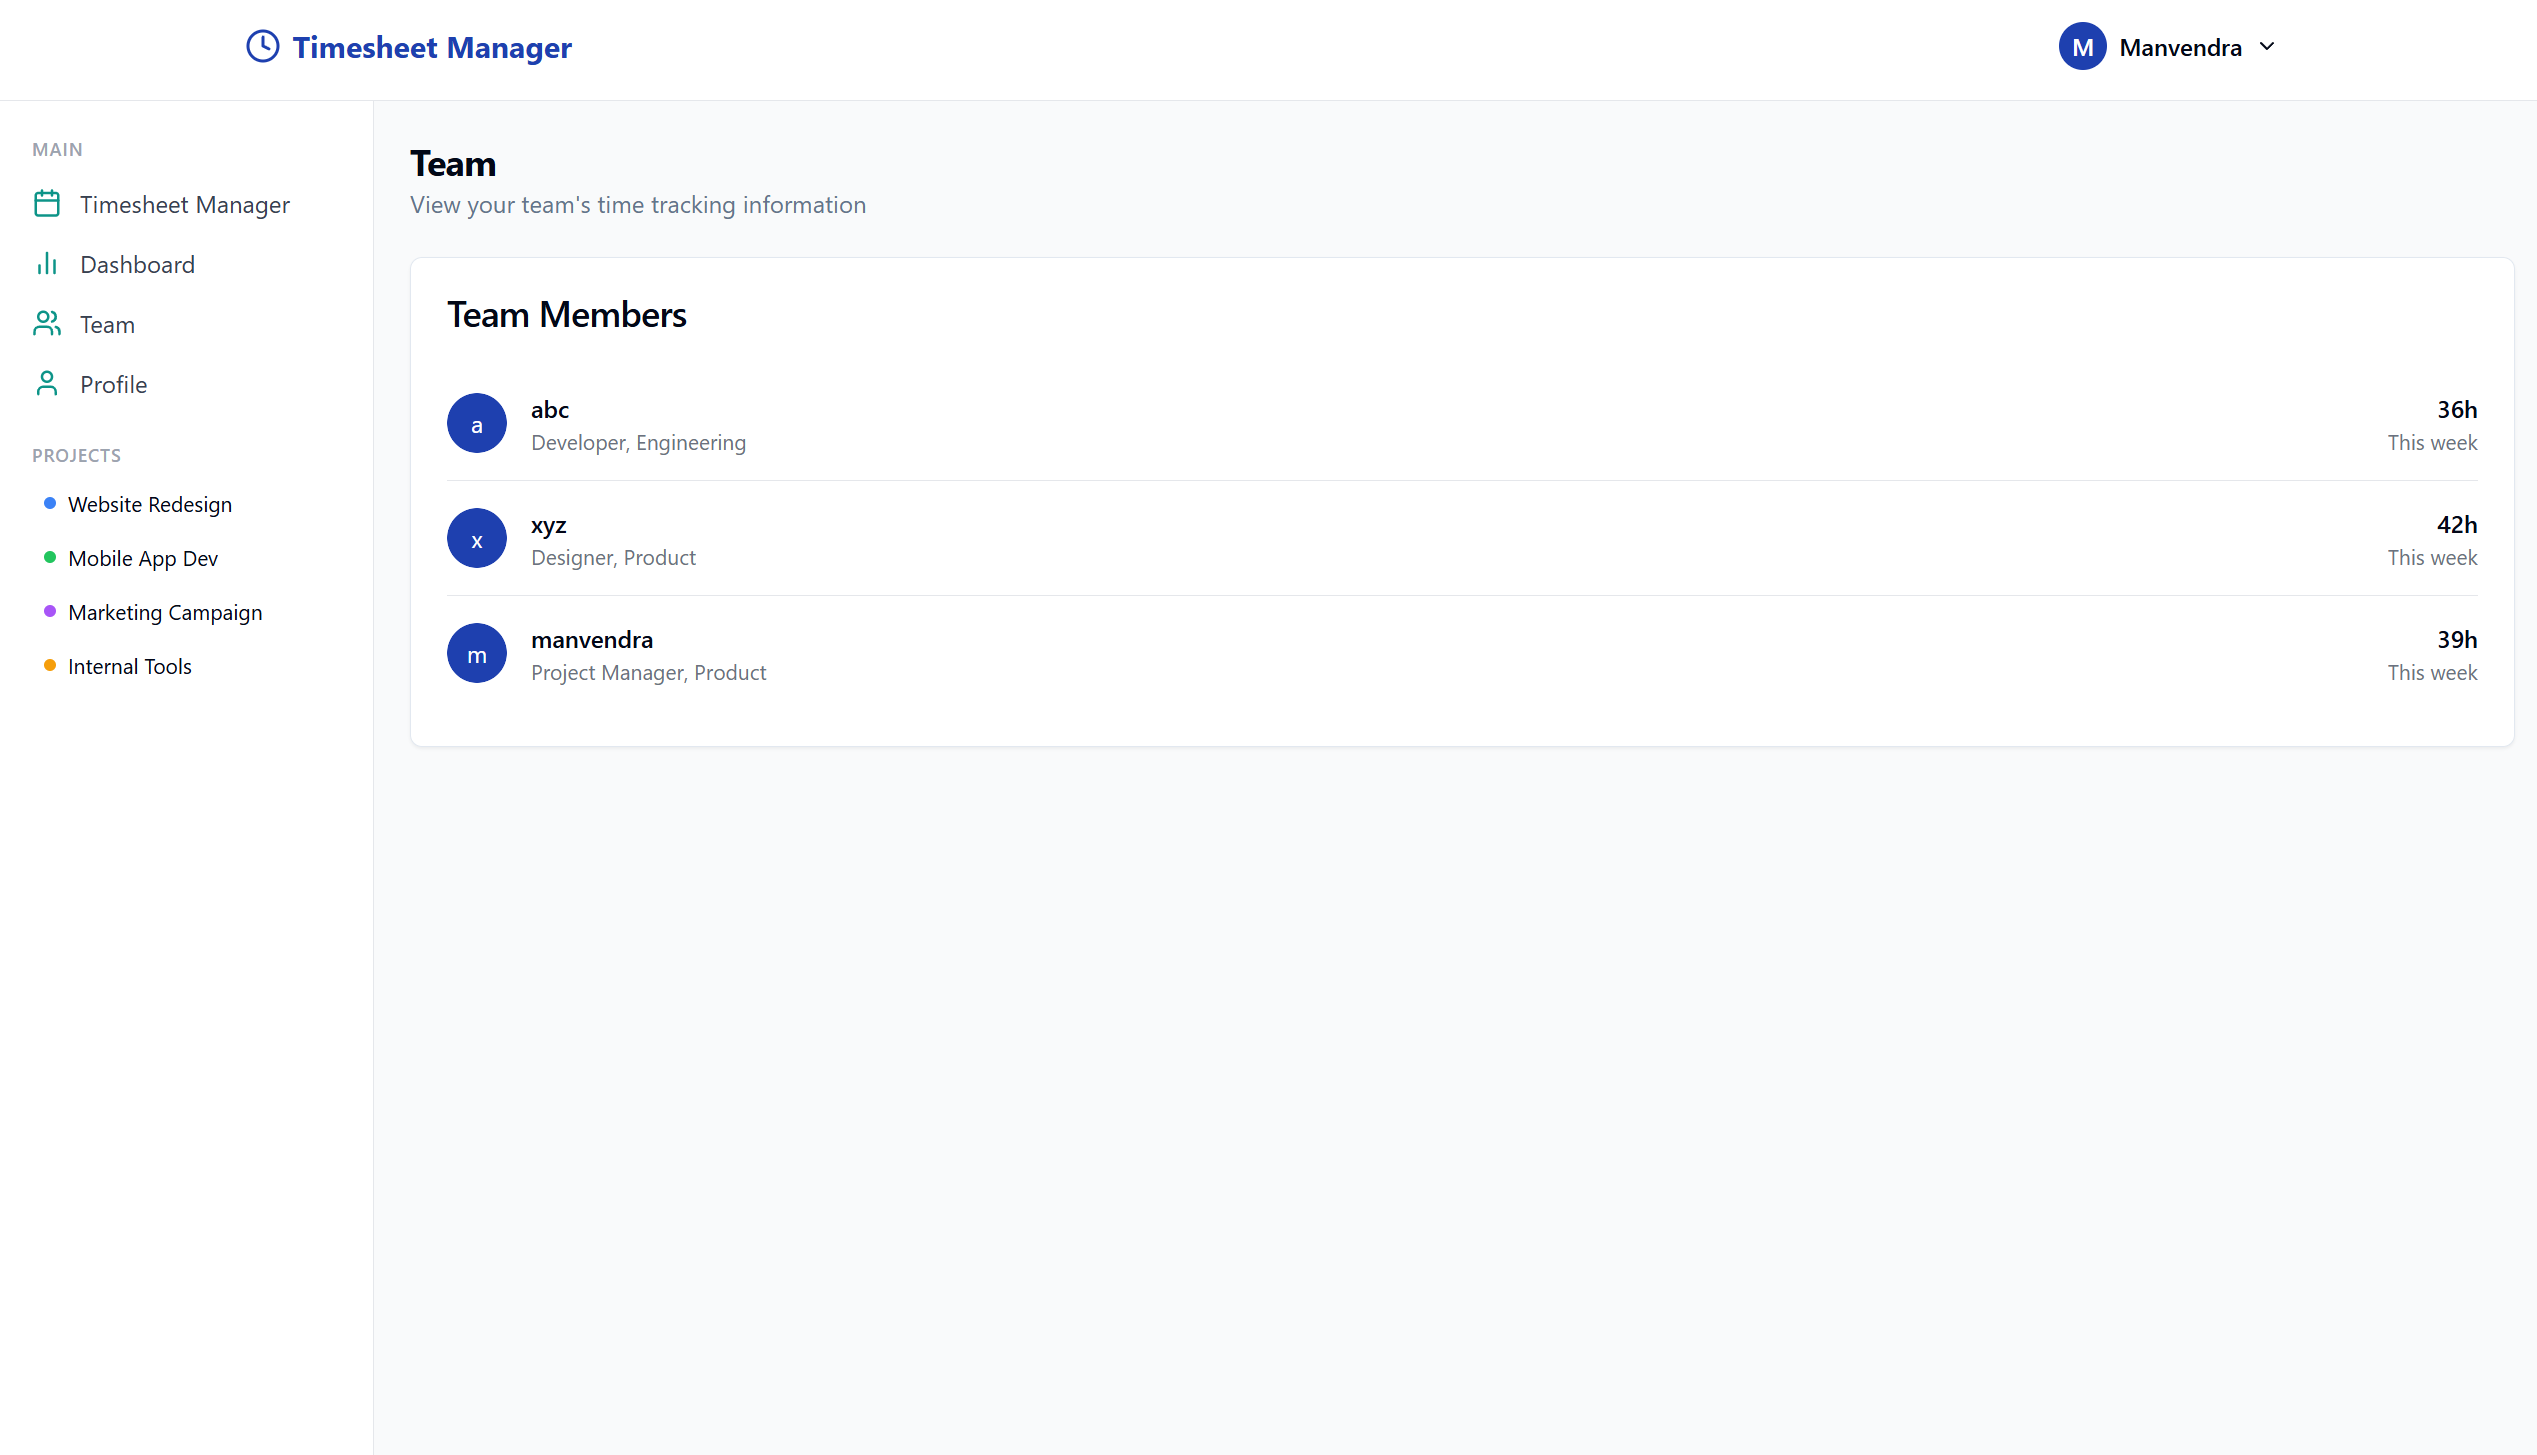 Timesheet Manager
M Manvendra
MAIN
Timesheet Manager
Dashboard
Team
Profile
PROJECTS
Website Redesign
Mobile App Dev
Marketing Campaign
Internal Tools
Team
View your team's time tracking information
Team Members
a
abc
Developer, Engineering
36h
This week
x
xyz
Designer, Product
42h
This week
m
manvendra
Project Manager, Product
39h
This week